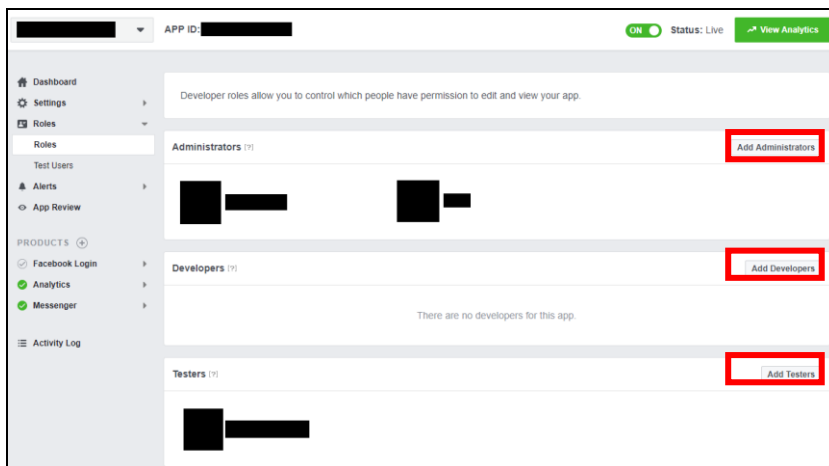 APP ID:
ON Status: Live View Analytics
Dashboard
Settings
Roles
Roles
Test Users
Alerts
App Review
PRODUCTS
Facebook Login
Analytics
Messenger
Activity Log
Developer roles allow you to control which people have permission to edit and view your app.
Administrators [?] Add Administrators
Developers [?] Add Developers
There are no developers for this app.
Testers [?] Add Testers